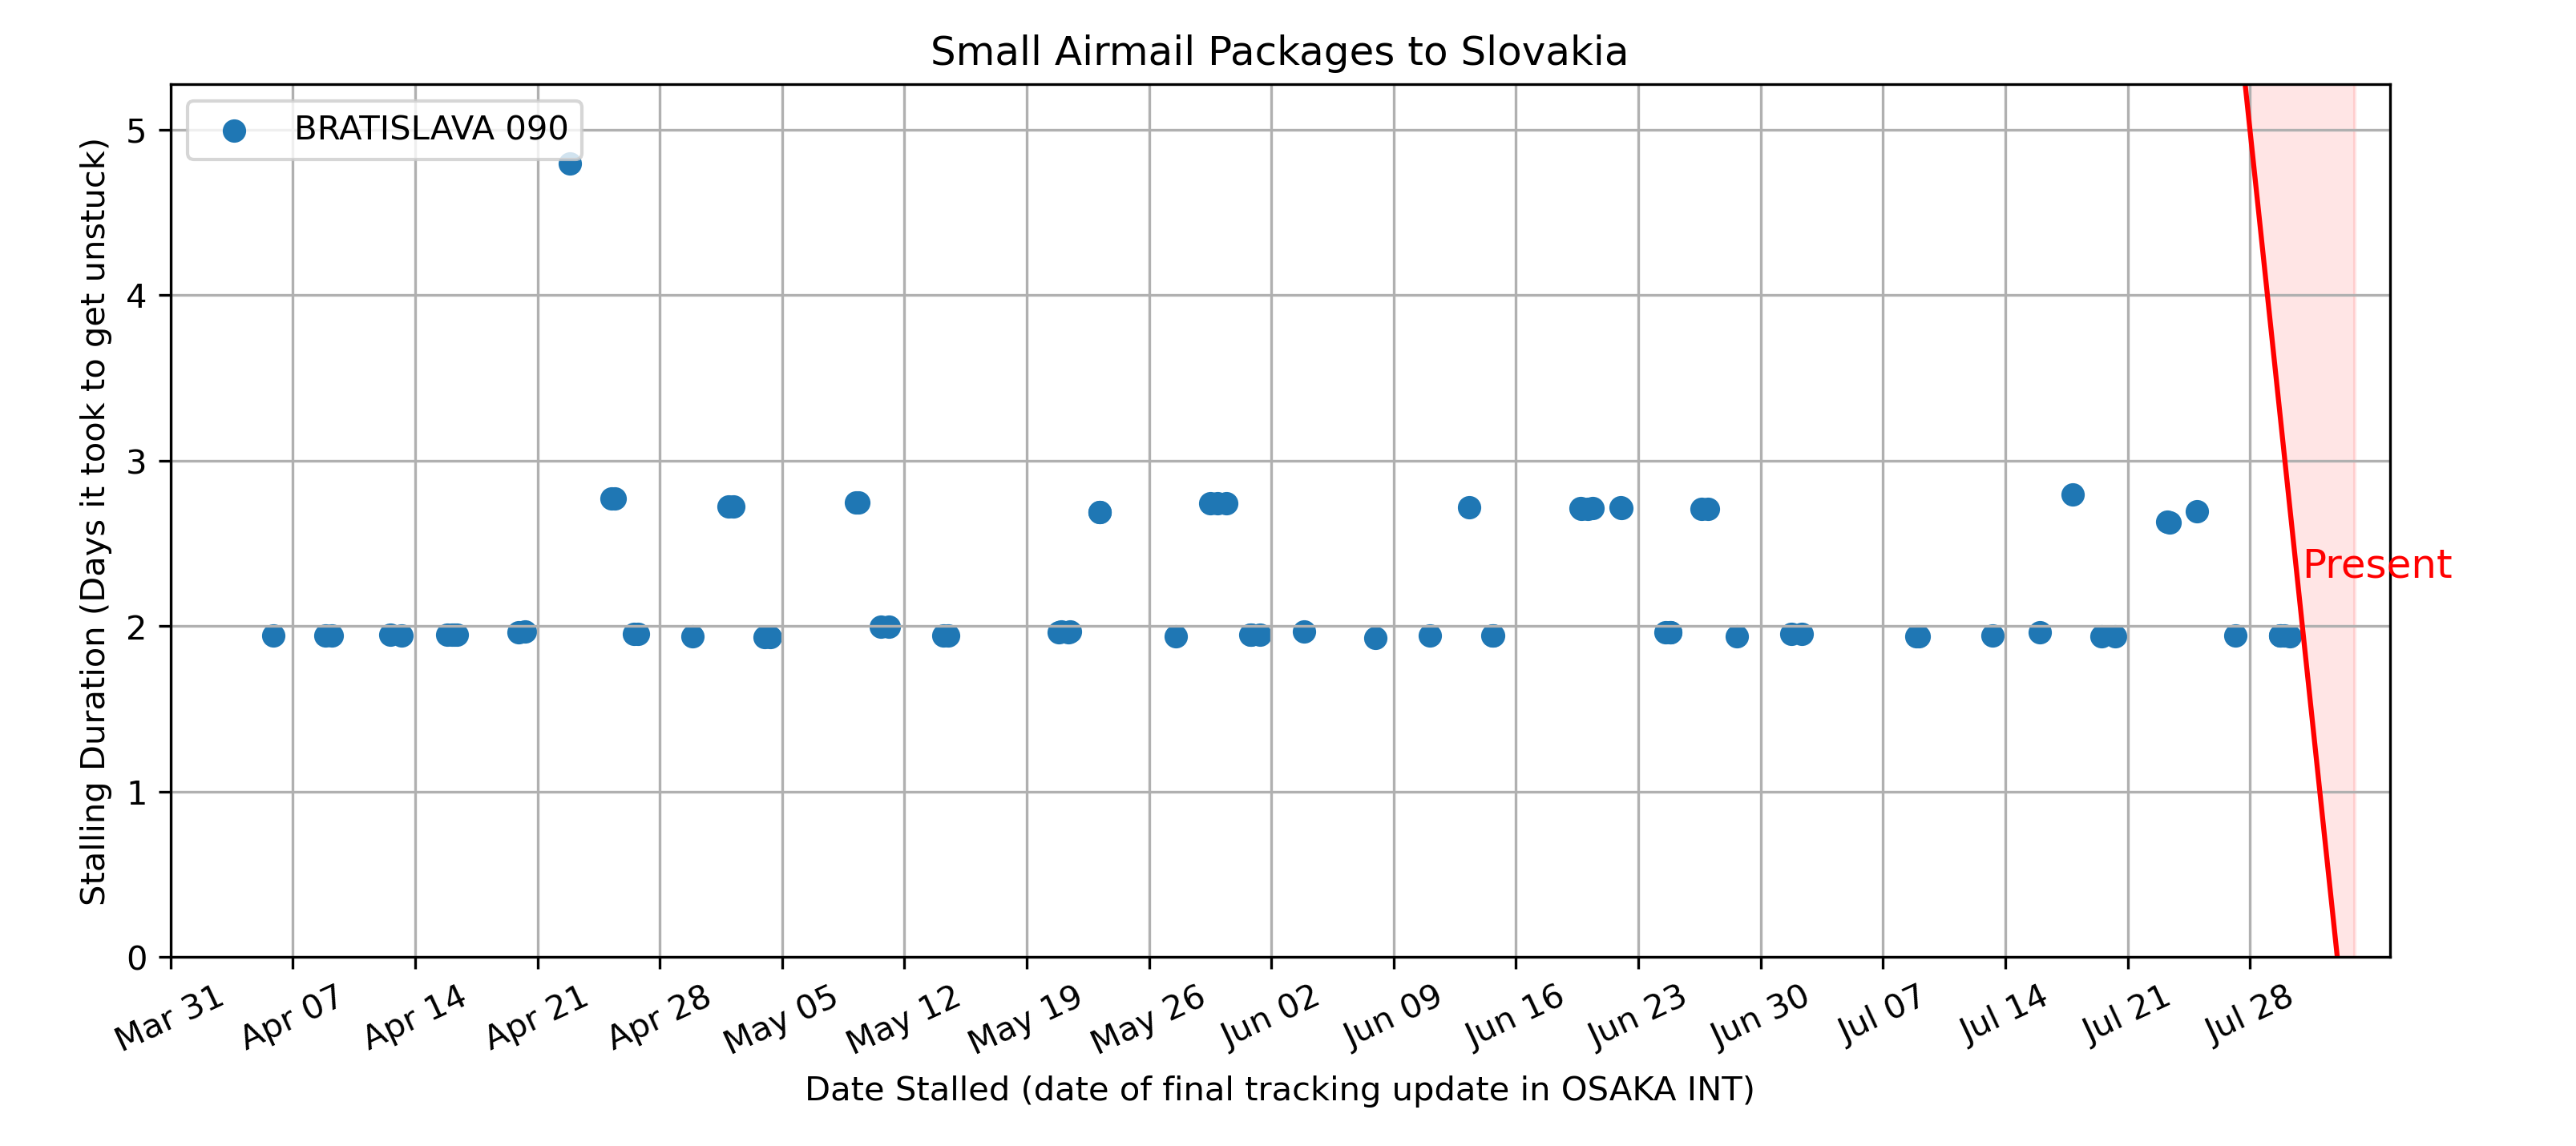 Small Airmail Packages to Slovakia
BRATISLAVA 090
Stalling Duration (Days it took to get unstuck)
5
4
3
2
1
0
Present
Mar 31
Apr 07
Apr 14
Apr 21
Apr 28
May 05
May 12
May 19
May 26
Jun 02
Jun 09
Jun 16
Jun 23
Jun 30
Jul 07
Jul 14
Jul 21
Jul 28
Date Stalled (date of final tracking update in OSAKA INT)